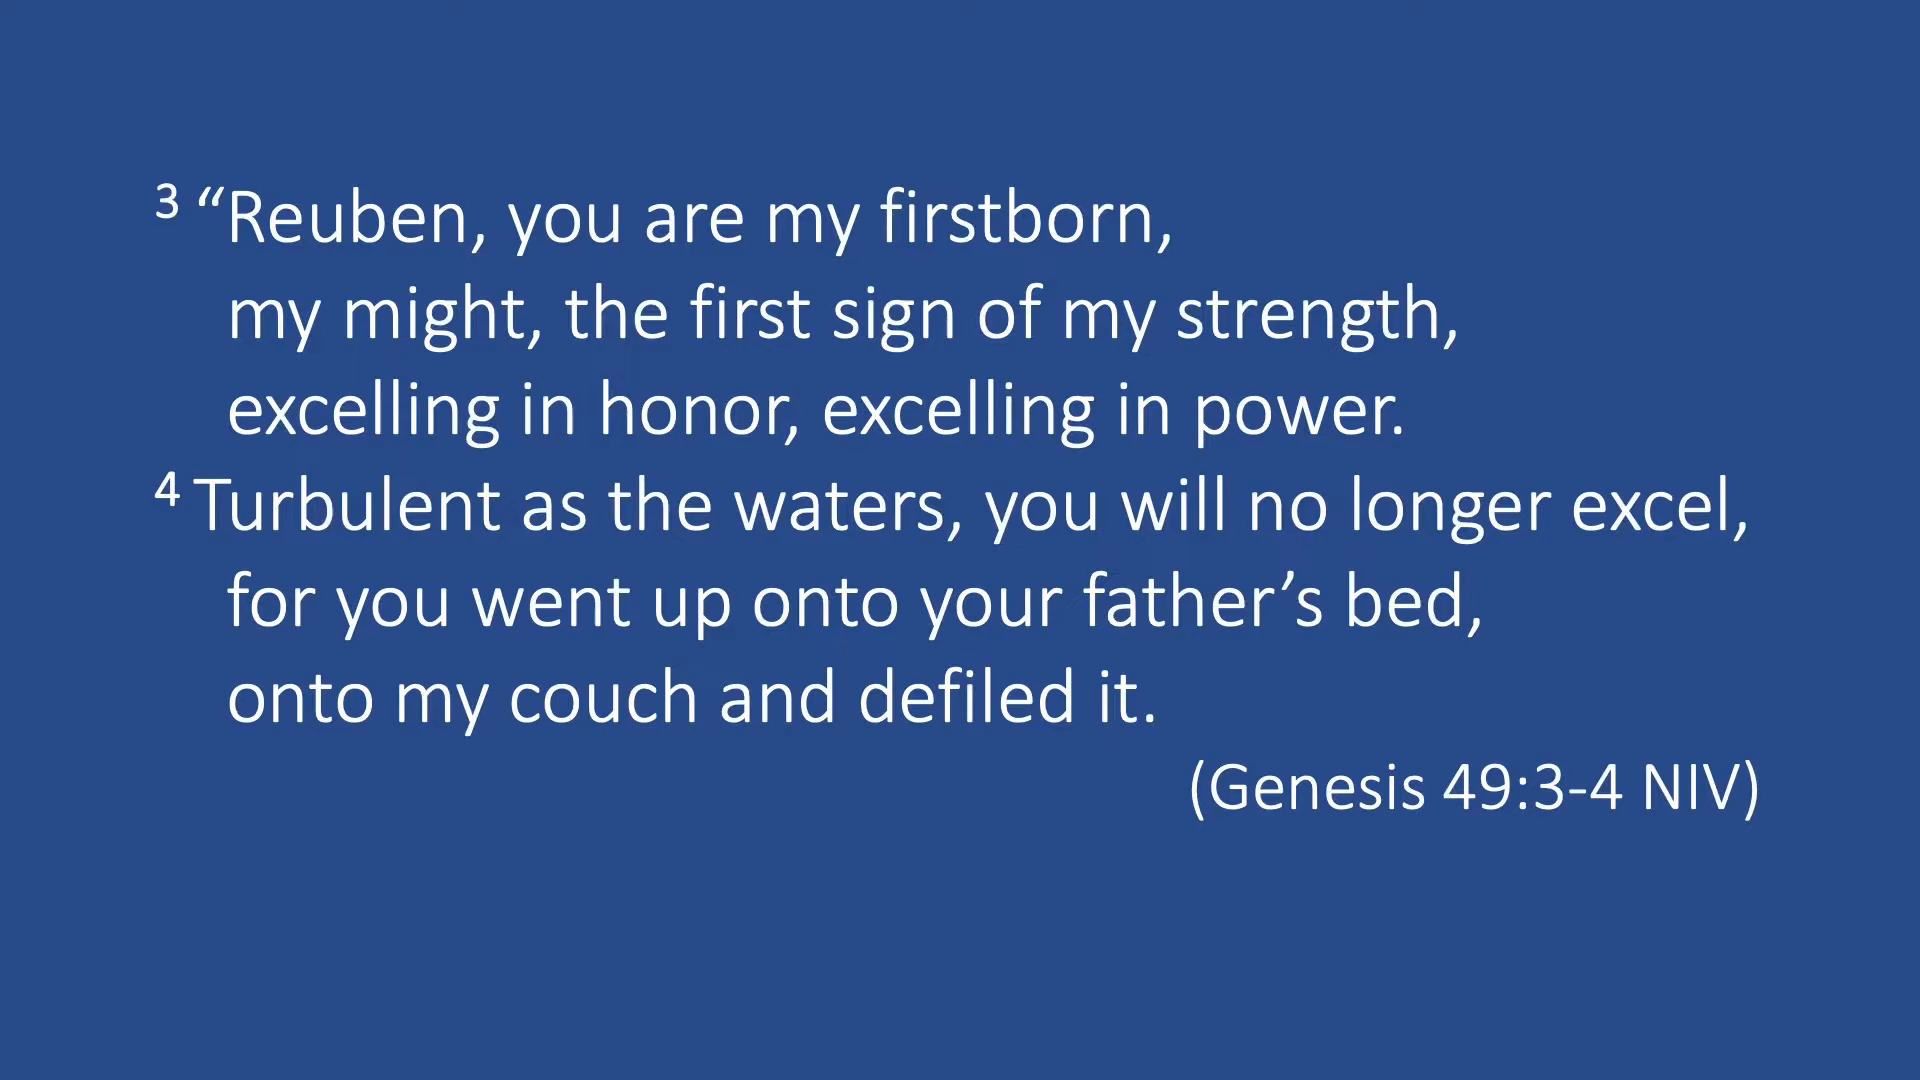 ³ “Reuben, you are my firstborn,
my might, the first sign of my strength,
excelling in honor, excelling in power.
⁴ Turbulent as the waters, you will no longer excel,
for you went up onto your father’s bed,
onto my couch and defiled it.
(Genesis 49:3-4 NIV)